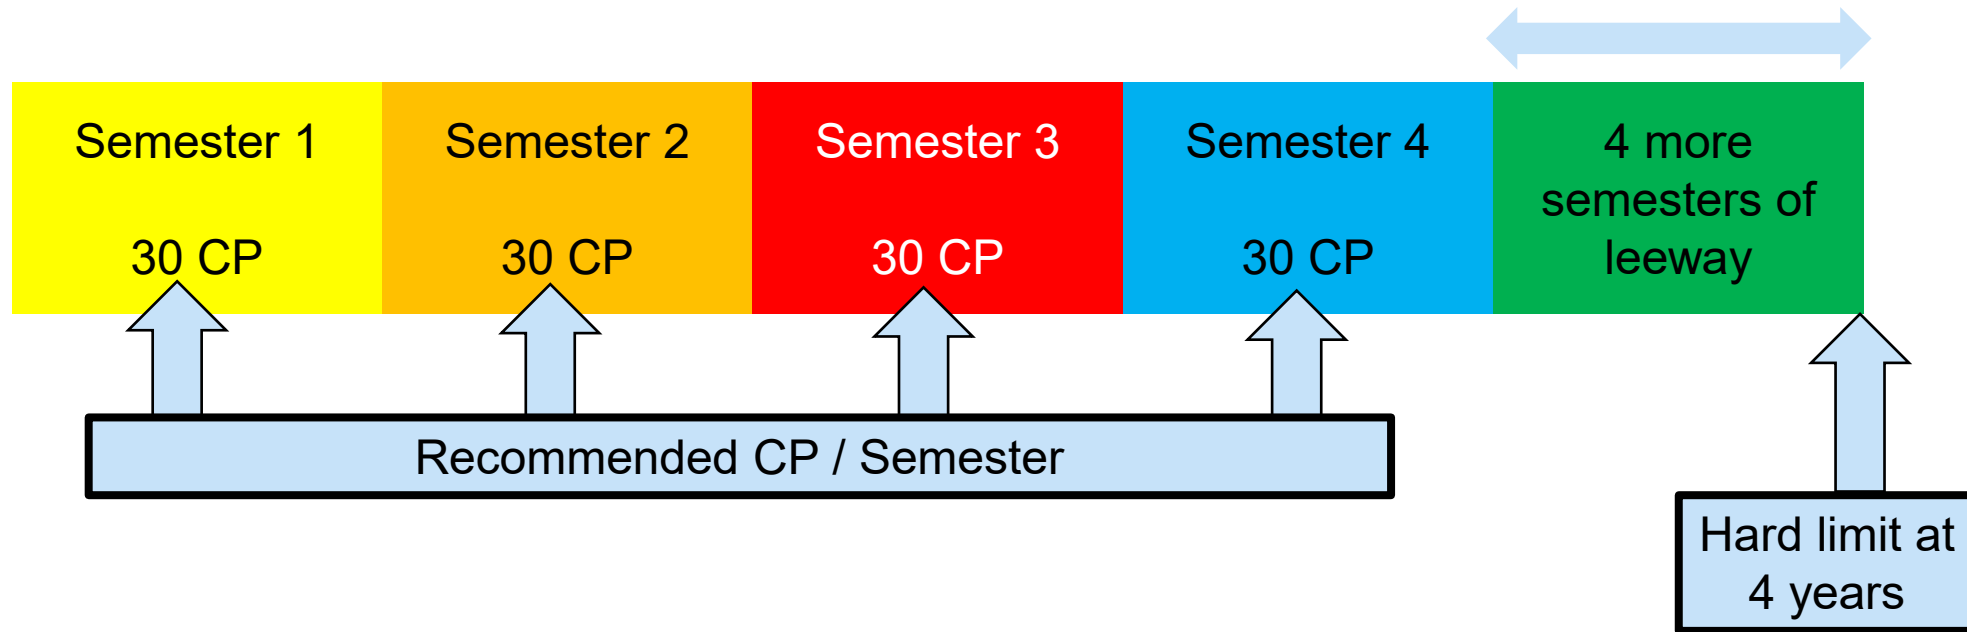 Semester 1
30 CP
Semester 2
30 CP
Semester 3
30 CP
Semester 4
30 CP
4 more
semesters of
leeway
Recommended CP / Semester
Hard limit at
4 years